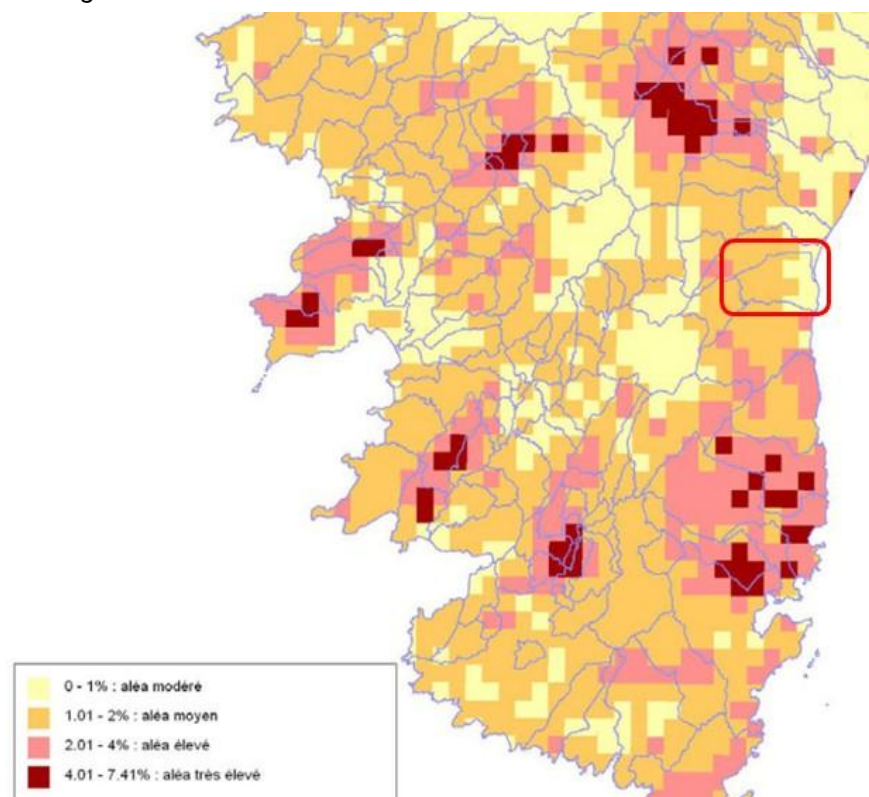 0 - 1% : aléa modéré
1.01 - 2% : aléa moyen
2.01 - 4% : aléa élevé
4.01 - 7.41% : aléa très élevé